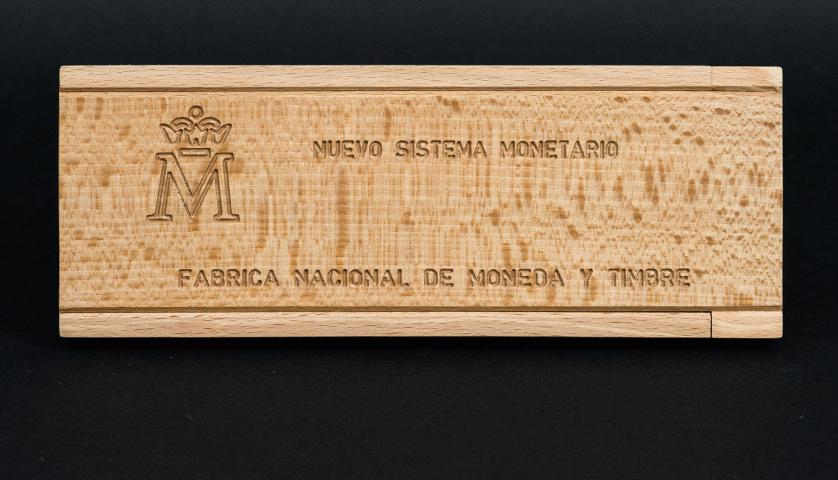 M
NUEVO SISTEMA MONETARIO
FABRICA NACIONAL DE MONEDA Y TIMBRE